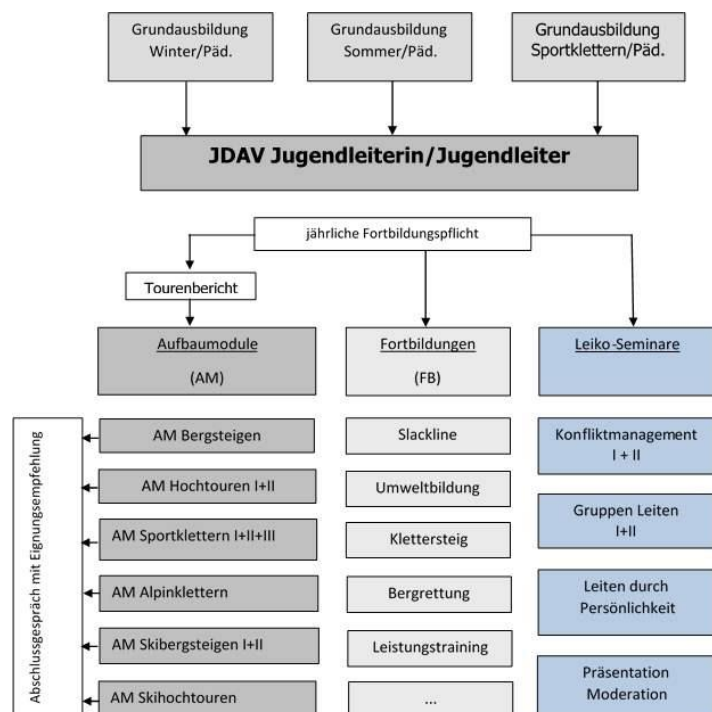 Grundausbildung
Winter/Päd.
Grundausbildung
Sommer/Päd.
Grundausbildung
Sportklettern/Päd.
JDAV Jugendleiterin/Jugendleiter
jährliche Fortbildungspflicht
Tourenbericht
Aufbaumodule
(AM)
Fortbildungen
(FB)
Leiko-Seminare
Abschlussgespräch mit Eignungsempfehlung
AM Bergsteigen
AM Hochtouren I+II
AM Sportklettern I+II+III
AM Alpinklettern
AM Skibergsteigen I+II
AM Skihochtouren
Slackline
Umweltbildung
Klettersteig
Bergrettung
Leistungstraining
...
Konfliktmanagement
I + II
Gruppen Leiten
I+II
Leiten durch
Persönlichkeit
Präsentation
Moderation